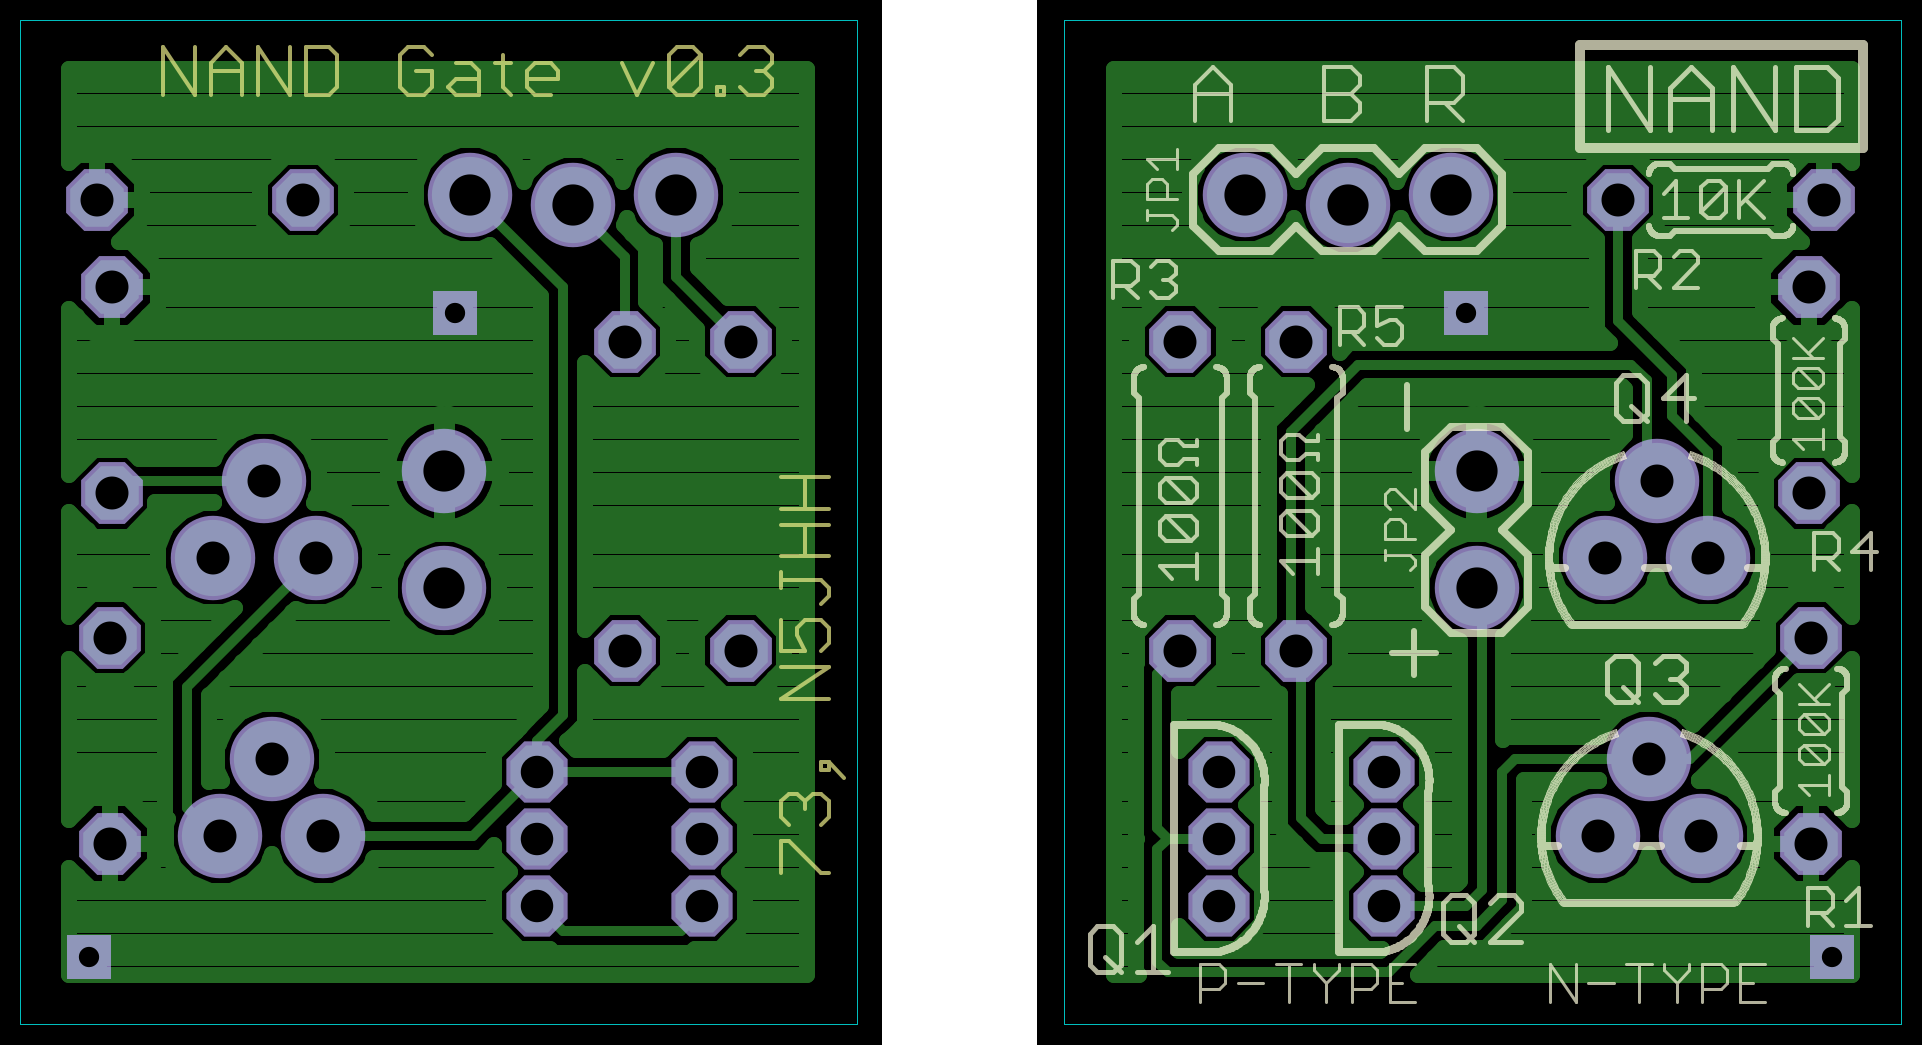 NAND Gate v0.3
73, N5JHH
A B R
NAND
JP1
10K
R3
R2
R5
100K
Q4
100Ω
100Ω
JP2
-
+
R4
Q3
100K
R1
Q2
Q1
P-TYPE
N-TYPE